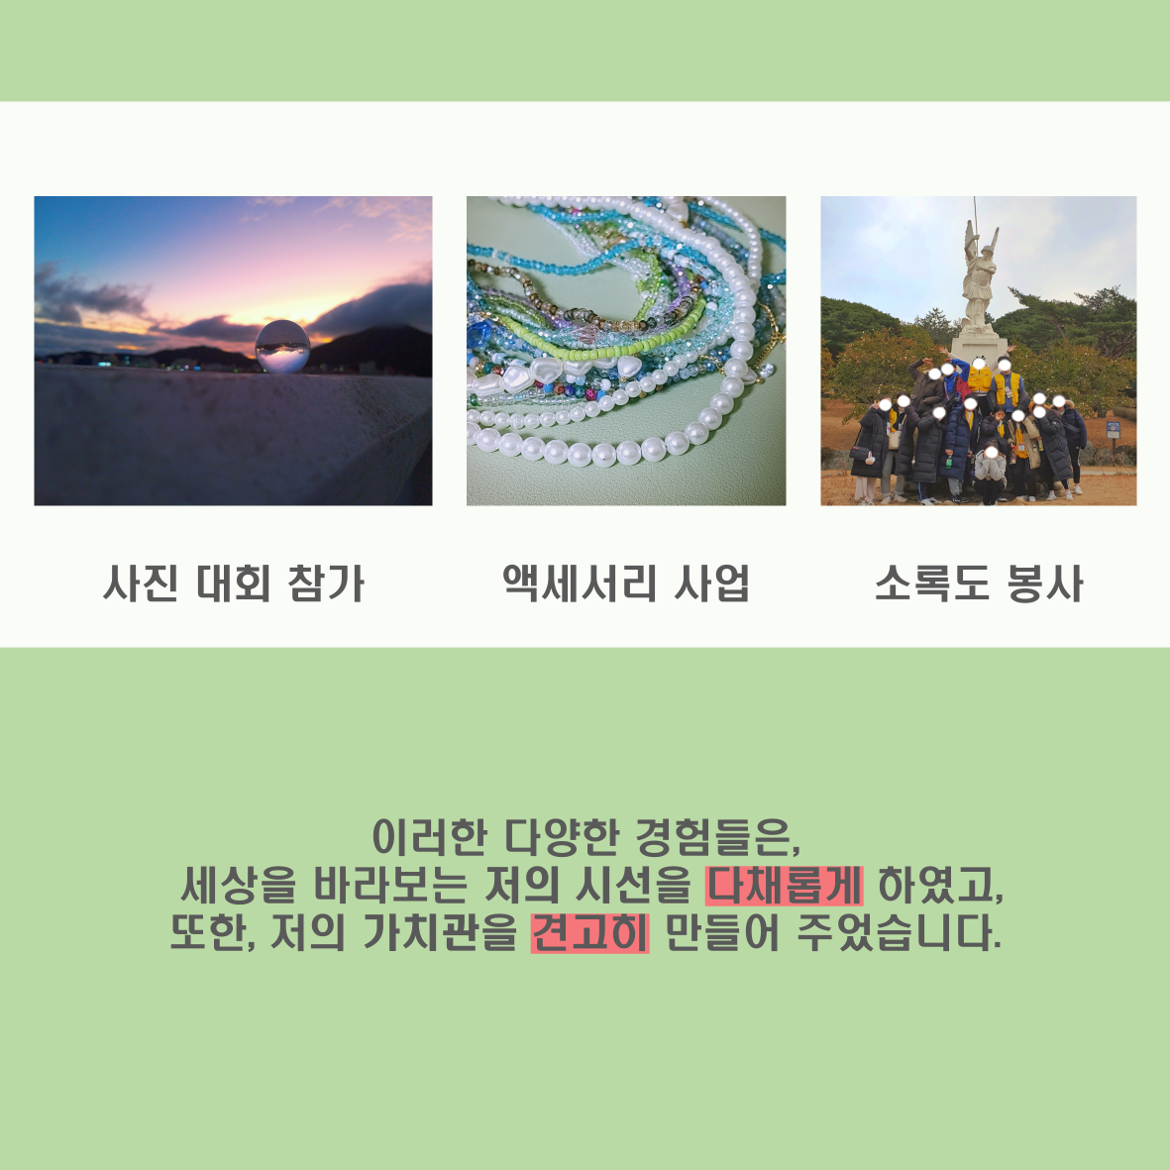 사진 대회 참가
액세서리 사업
소록도 봉사
이러한 다양한 경험들은,
세상을 바라보는 저의 시선을 다채롭게 하였고,
또한, 저의 가치관을 견고히 만들어 주었습니다.